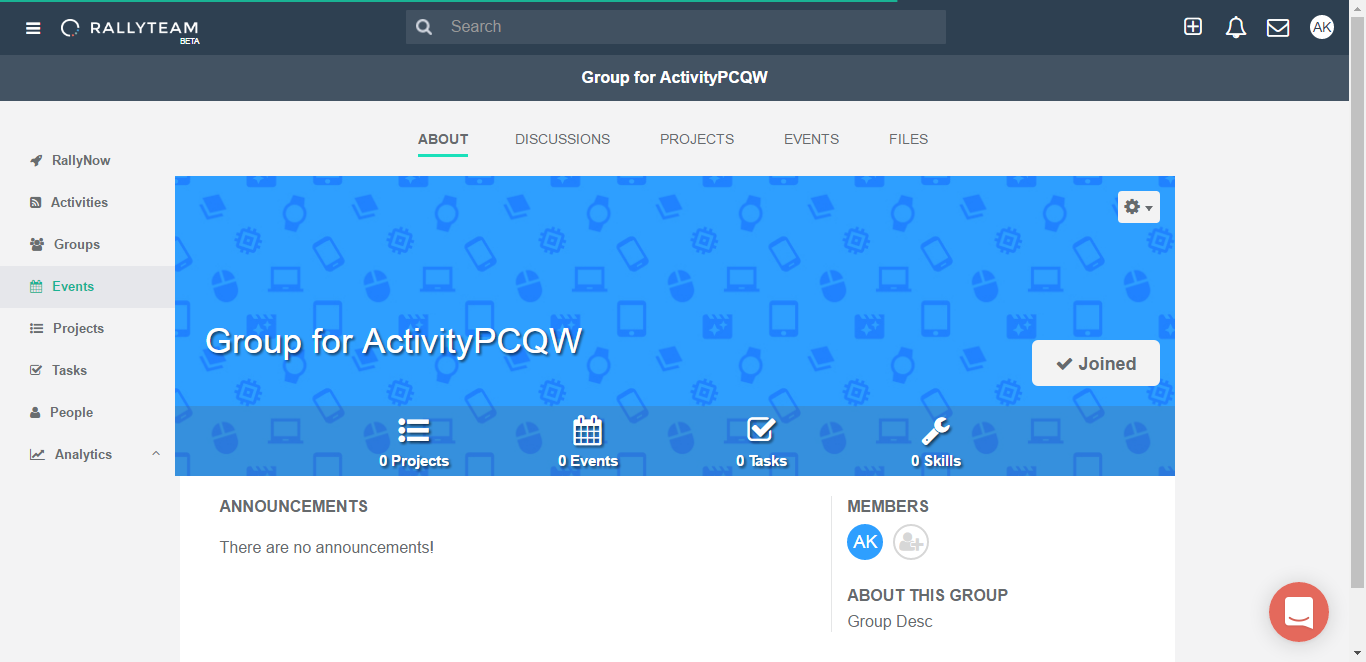 RALLYTEAM
BETA
Search
AK
Group for ActivityPCQW
ABOUT DISCUSSIONS PROJECTS EVENTS FILES
RallyNow
Activities
Groups
Events
Projects
Tasks
People
Analytics
Group for ActivityPCQW
Joined
0 Projects 0 Events 0 Tasks 0 Skills
ANNOUNCEMENTS
There are no announcements!
MEMBERS
AK
ABOUT THIS GROUP
Group Desc